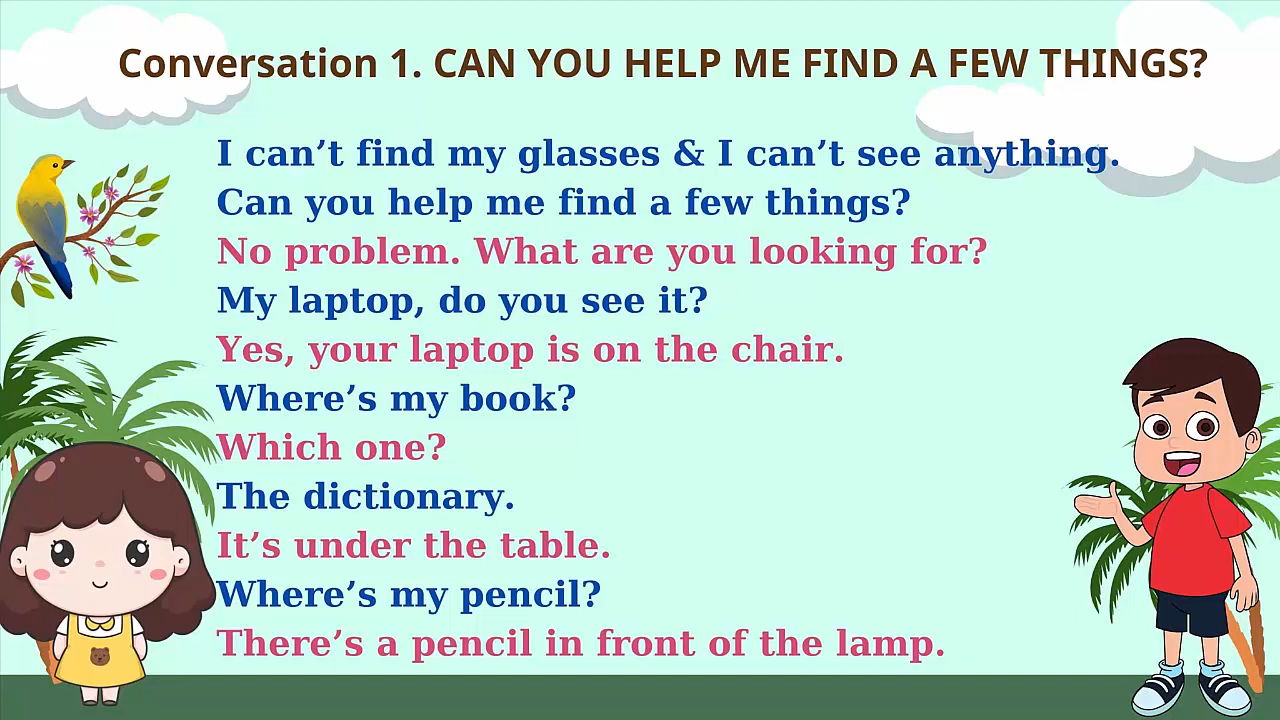 Conversation 1. CAN YOU HELP ME FIND A FEW THINGS?
I can’t find my glasses & I can’t see anything.
Can you help me find a few things?
No problem. What are you looking for?
My laptop, do you see it?
Yes, your laptop is on the chair.
Where’s my book?
Which one?
The dictionary.
It’s under the table.
Where’s my pencil?
There’s a pencil in front of the lamp.